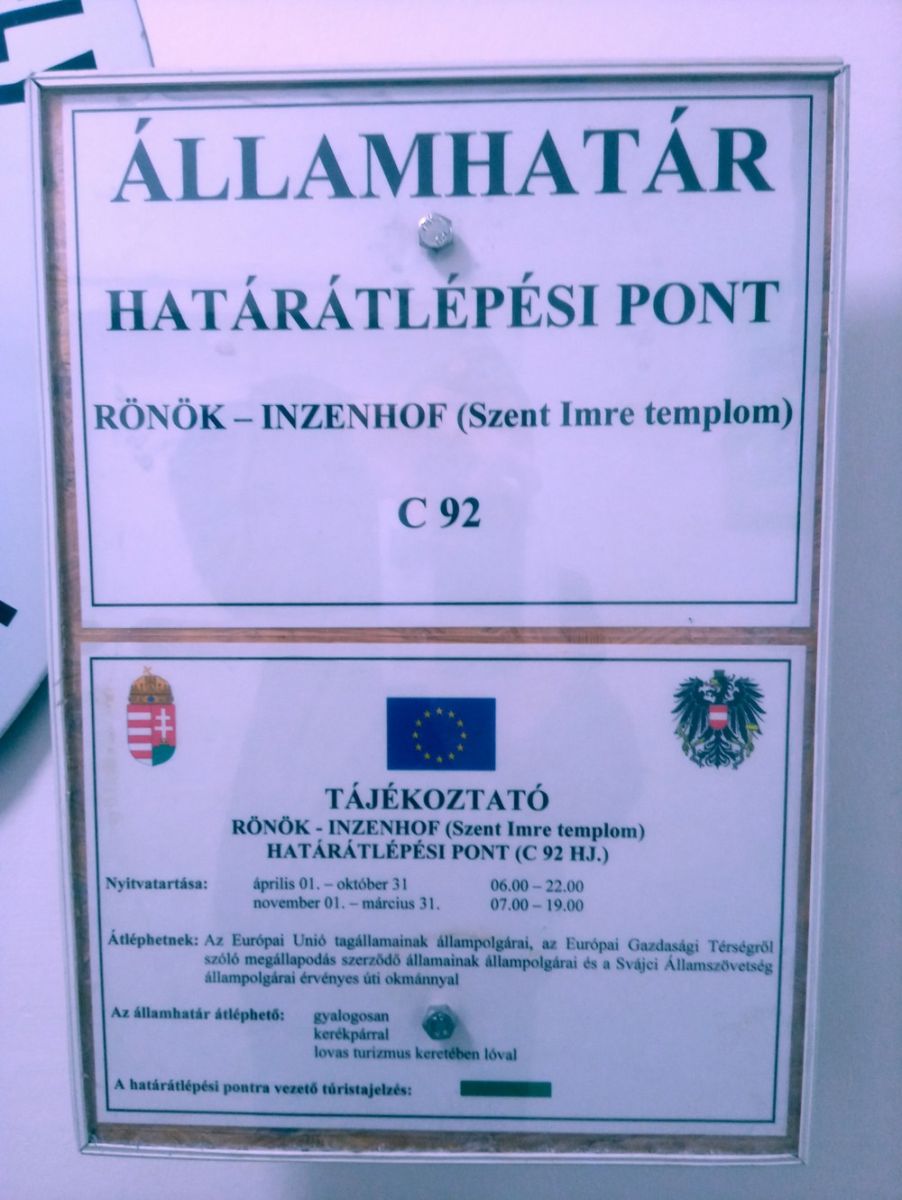 ÁLLAMHATÁR
HATÁRÁTLÉPÉSI PONT
RÖNÖK – INZENHOF (Szent Imre templom)
C 92
TÁJÉKOZTATÓ
RÖNÖK - INZENHOF (Szent Imre templom)
HATÁRÁTLÉPÉSI PONT (C 92 HJ.)
Nyitvatartása: április 01. – október 31 06.00 – 22.00
november 01. – március 31. 07.00 – 19.00
Átléphetnek: Az Európai Unió tagállamainak állampolgárai, az Európai Gazdasági Térségről
szóló megállapodás szerződő államainak állampolgárai és a Svájci Államszövetség
állampolgárai érvényes úti okmánnyal
Az államhatár átléphető: gyalogosan
kerékpárral
lovas turizmus keretében lóval
A határátlépési pontra vezető túristajelzés: